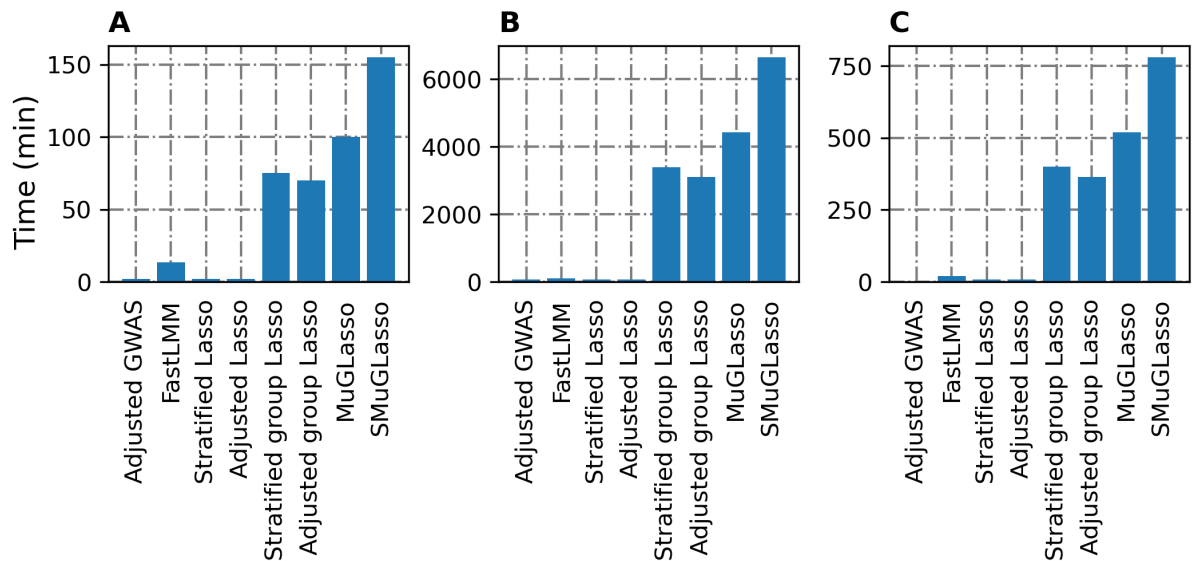 A
B
C
Time (min)
150
100
50
0
6000
4000
2000
0
750
500
250
0
Adjusted GWAS
FastLMM
Stratified Lasso
Adjusted Lasso
Stratified group Lasso
Adjusted group Lasso
MuGLasso
SMuGLasso
Adjusted GWAS
FastLMM
Stratified Lasso
Adjusted Lasso
Stratified group Lasso
Adjusted group Lasso
MuGLasso
SMuGLasso
Adjusted GWAS
FastLMM
Stratified Lasso
Adjusted Lasso
Stratified group Lasso
Adjusted group Lasso
MuGLasso
SMuGLasso